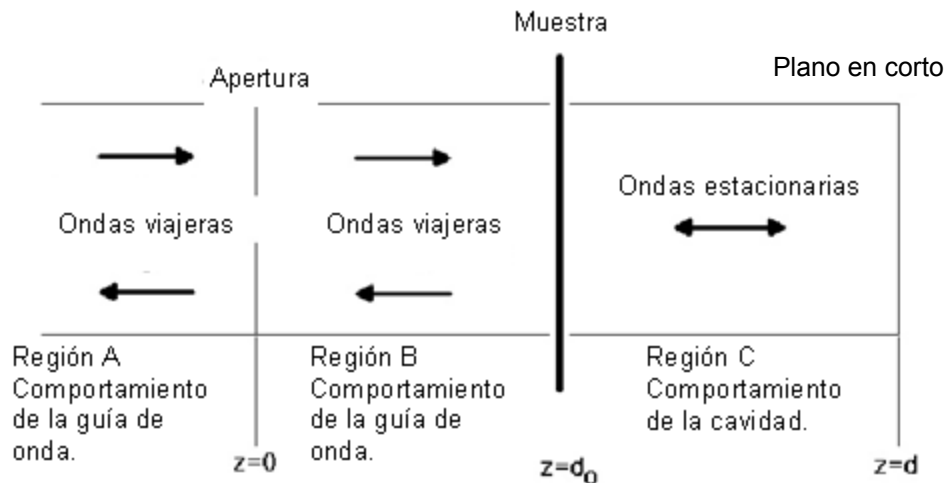 Muestra
Plano en corto
Apertura
Ondas viajeras
Ondas viajeras
Ondas estacionarias
Región A
Comportamiento
de la guía de
onda.
Región B
Comportamiento
de la guía de
onda.
Región C
Comportamiento
de la cavidad.
z=0
z=d₀
z=d